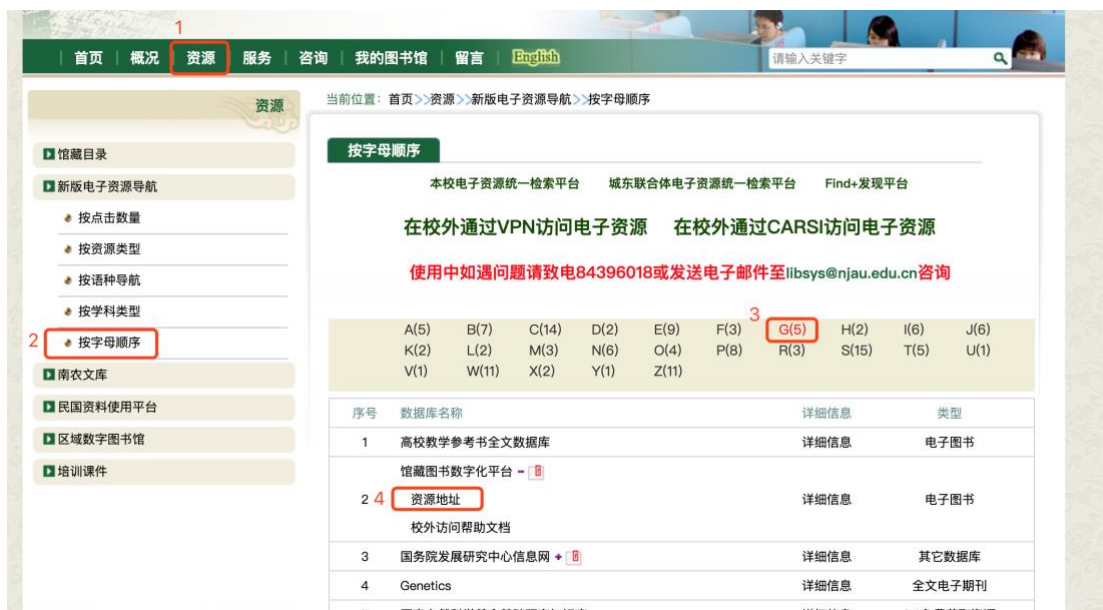 1
首页 概况 资源 服务 咨询 我的图书馆 留言 English 请输入关键字
资源
当前位置：首页>>资源>>新版电子资源导航>>按字母顺序
馆藏目录
新版电子资源导航
按点击数量
按资源类型
按语种导航
按学科类型
2 按字母顺序
南农文库
民国资料使用平台
区域数字图书馆
培训课件
按字母顺序
本校电子资源统一检索平台 城东联合体电子资源统一检索平台 Find+发现平台
在校外通过VPN访问电子资源 在校外通过CARSI访问电子资源
使用中如遇问题请致电84396018或发送电子邮件至libsys@njau.edu.cn咨询
3
A(5) B(7) C(14) D(2) E(9) F(3) G(5) H(2) I(6) J(6)
K(2) L(2) M(3) N(6) O(4) P(8) R(3) S(15) T(5) U(1)
V(1) W(11) X(2) Y(1) Z(11)
序号 数据库名称 详细信息 类型
1 高校教学参考书全文数据库 详细信息 电子图书
馆藏图书数字化平台 -
2 4 资源地址 详细信息 电子图书
校外访问帮助文档
3 国务院发展研究中心信息网 + 详细信息 其它数据库
4 Genetics 详细信息 全文电子期刊